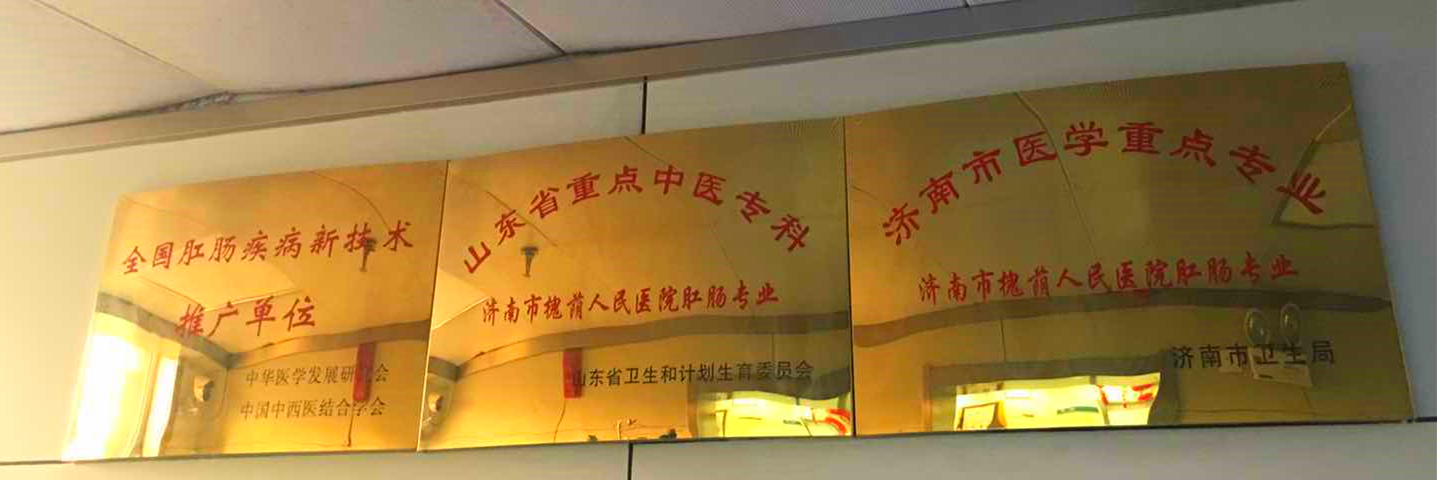 全国肛肠疾病新技术
推广单位
中华医学发展研究会
中国中西医结合学会
山东省重点中医专科
济南市槐荫人民医院肛肠专业
山东省卫生和计划生育委员会
济南市医学重点专业
济南市槐荫人民医院肛肠专业
济南市卫生局